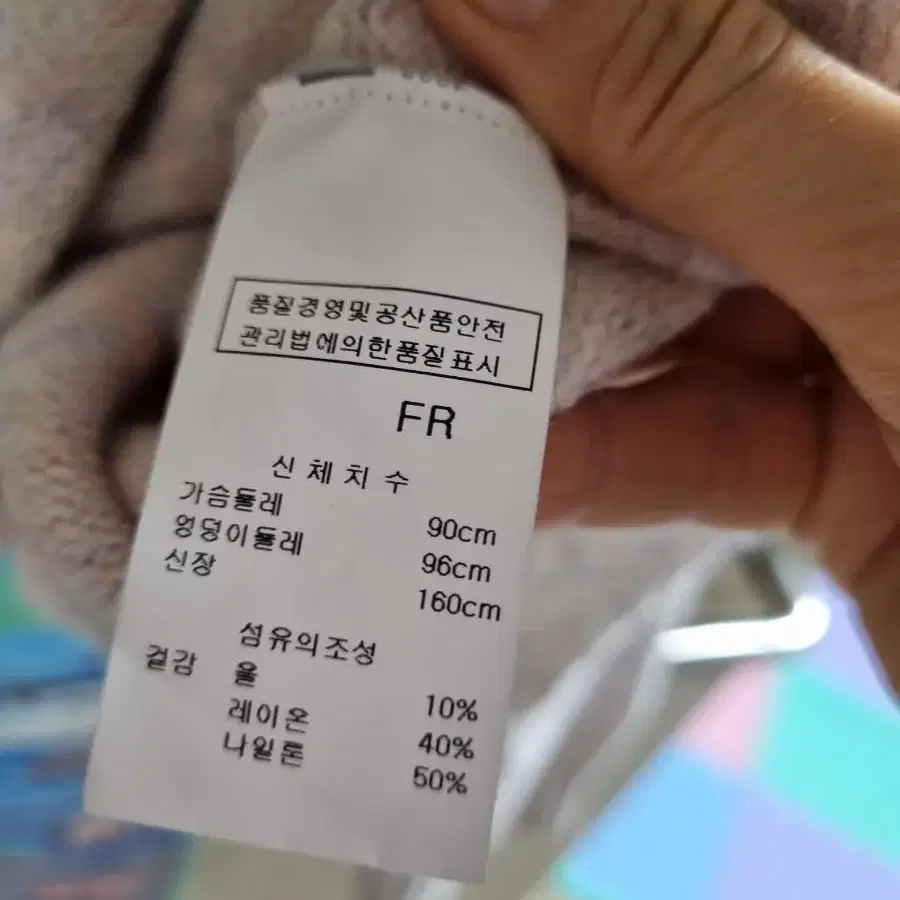 품질경영및공산품안전
관리법에의한품질표시
FR
신체치수
가슴둘레 90cm
엉덩이둘레 96cm
신장 160cm
섬유의조성
겉감 울 10%
레이온 40%
나일론 50%